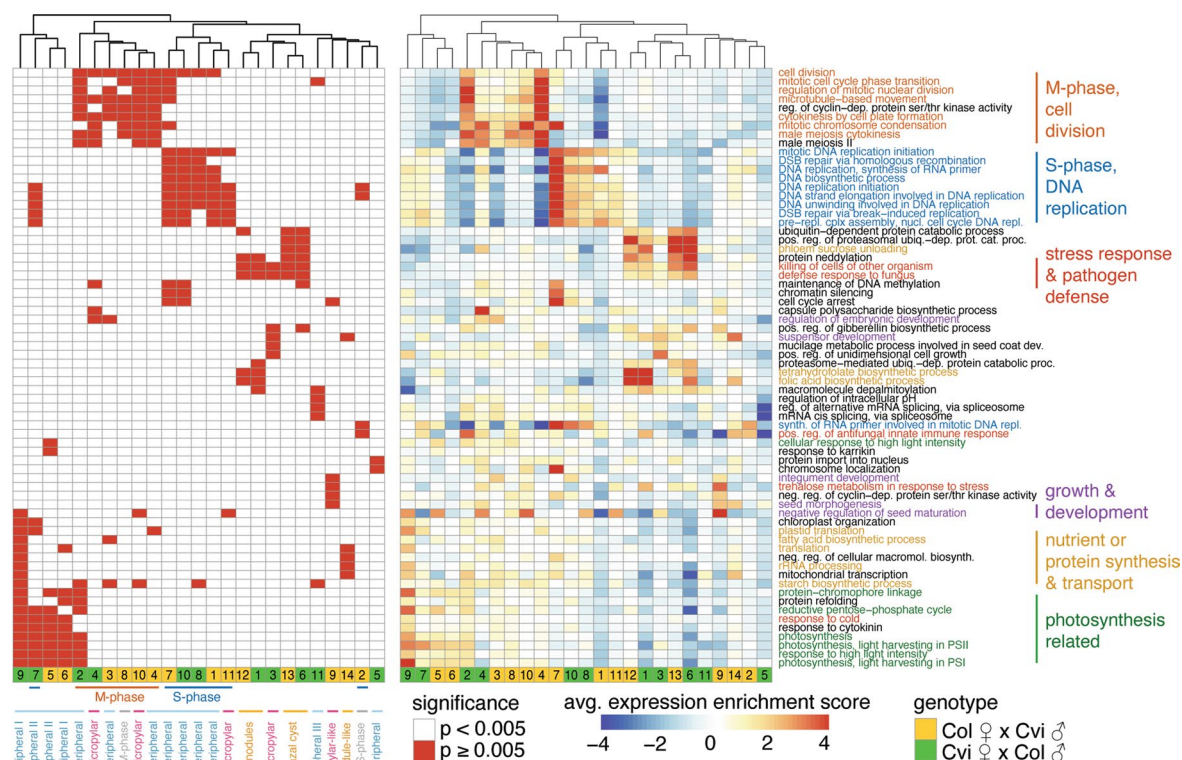 cell division
mitotic cell cycle phase transition
regulation of mitotic nuclear division
microtubule−based movement
reg. of cyclin−dep. protein ser/thr kinase activity
cytokinesis by cell plate formation
mitotic chromosome condensation
male meiosis cytokinesis
male meiosis II
mitotic DNA replication initiation
DSB repair via homologous recombination
DNA replication, synthesis of RNA primer
DNA biosynthetic process
DNA replication initiation
DNA strand elongation involved in DNA replication
DNA unwinding involved in DNA replication
DSB repair via break−induced replication
pre−repl. cplx assembly, nucl. cell cycle DNA repl.
ubiquitin−dependent protein catabolic process
pos. reg. of proteasomal ubiq.−dep. prot. cat. proc.
phloem sucrose unloading
protein neddylation
killing of cells of other organism
defense response to fungus
maintenance of DNA methylation
chromatin silencing
cell cycle arrest
capsule polysaccharide biosynthetic process
regulation of embryonic development
pos. reg. of gibberellin biosynthetic process
suspensor development
mucilage metabolic process involved in seed coat dev.
pos. reg. of unidimensional cell growth
proteasome−mediated ubiq.−dep. protein catabolic proc.
tetrahydrofolate biosynthetic process
folic acid biosynthetic process
macromolecule depalmitoylation
regulation of intracellular pH
reg. of alternative mRNA splicing, via spliceosome
mRNA cis splicing, via spliceosome
synth. of RNA primer involved in mitotic DNA repl.
pos. reg. of antifungal innate immune response
cellular response to high light intensity
response to karrikin
protein import into nucleus
chromosome localization
integument development
trehalose metabolism in response to stress
neg. reg. of cyclin−dep. protein ser/thr kinase activity
seed morphogenesis
negative regulation of seed maturation
chloroplast organization
plastid translation
fatty acid biosynthetic process
translation
neg. reg. of cellular macromol. biosynth.
rRNA processing
mitochondrial transcription
starch biosynthetic process
protein−chromophore linkage
protein refolding
reductive pentose−phosphate cycle
response to cold
response to cytokinin
photosynthesis
photosynthesis, light harvesting in PSII
response to high light intensity
photosynthesis, light harvesting in PSI
M-phase,
cell
division
S-phase,
DNA
replication
stress response
& pathogen
defense
growth &
development
nutrient or
protein synthesis
& transport
photosynthesis
related
9 7 5 6 2 4 3 8 10 4 7 10 8 1 11 12 1 3 13 6 11 9 14 2 5
9 7 5 6 2 4 3 8 10 4 7 10 8 1 11 12 1 3 13 6 11 9 14 2 5
M-phase
S-phase
significance
p < 0.005
p ≥ 0.005
avg. expression enrichment score
−4 −2 0 2 4
genotype
Col ♀ x Cvi ♂
Cvi ♀ x Col ♂